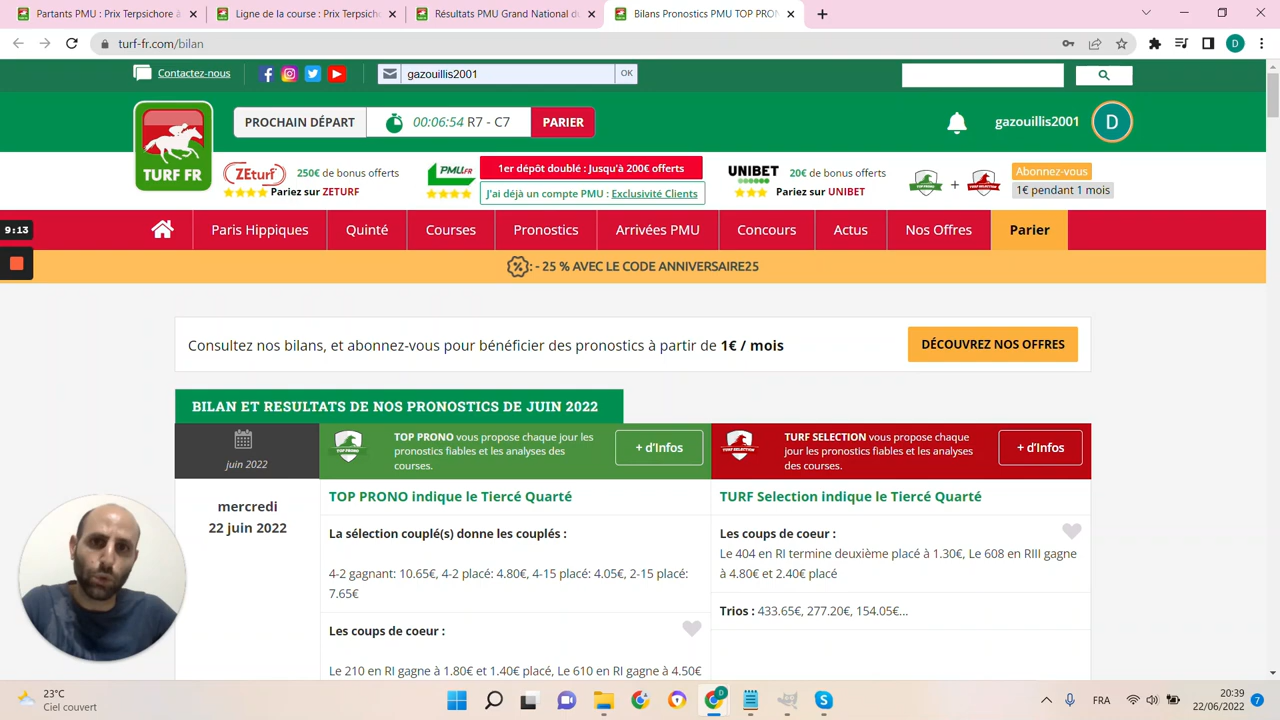 Partants PMU : Prix Terpsichore à
Ligne de la course : Prix Terpsic
Résultats PMU Grand National du
Bilans Pronostics PMU TOP PRON
turf-fr.com/bilan
D
Contactez-nous
gazouillis2001
OK
TURF FR
PROCHAIN DÉPART
00:06:54 R7 - C7
PARIER
gazouillis2001
D
ZEturf
250€ de bonus offerts
Pariez sur ZETURF
PMU.FR
1er dépôt doublé : Jusqu'à 200€ offerts
J'ai déjà un compte PMU : Exclusivité Clients
UNIBET
20€ de bonus offerts
Pariez sur UNIBET
TOP PRONO
+
TURF SELECTION
Abonnez-vous
1€ pendant 1 mois
9:13
Paris Hippiques
Quinté
Courses
Pronostics
Arrivées PMU
Concours
Actus
Nos Offres
Parier
: - 25 % AVEC LE CODE ANNIVERSAIRE25
Consultez nos bilans, et abonnez-vous pour bénéficier des pronostics à partir de 1€ / mois
DÉCOUVREZ NOS OFFRES
BILAN ET RESULTATS DE NOS PRONOSTICS DE JUIN 2022
juin 2022
TOP PRONO
TOP PRONO vous propose chaque jour les
pronostics fiables et les analyses des
courses.
+ d'Infos
TURF SELECTION
TURF SELECTION vous propose chaque
jour les pronostics fiables et les analyses
des courses.
+ d'Infos
mercredi
22 juin 2022
TOP PRONO indique le Tiercé Quarté
La sélection couplé(s) donne les couplés :
4-2 gagnant: 10.65€, 4-2 placé: 4.80€, 4-15 placé: 4.05€, 2-15 placé:
7.65€
Les coups de coeur :
Le 210 en RI gagne à 1.80€ et 1.40€ placé, Le 610 en RI gagne à 4.50€
TURF Selection indique le Tiercé Quarté
Les coups de coeur :
Le 404 en RI termine deuxième placé à 1.30€, Le 608 en RIII gagne
à 4.80€ et 2.40€ placé
Trios : 433.65€, 277.20€, 154.05€...
23°C
Ciel couvert
D
FRA
20:39
22/06/2022
7